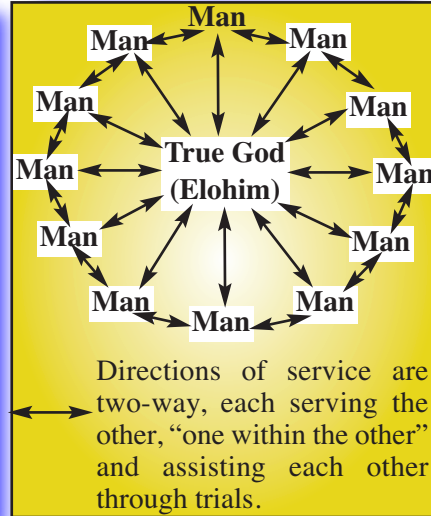 Man
Man Man
Man Man
True God
Man Man
(Elohim)
Man Man
Man Man
Man
Directions of service are
two-way, each serving the
other, “one within the other”
and assisting each other
through trials.